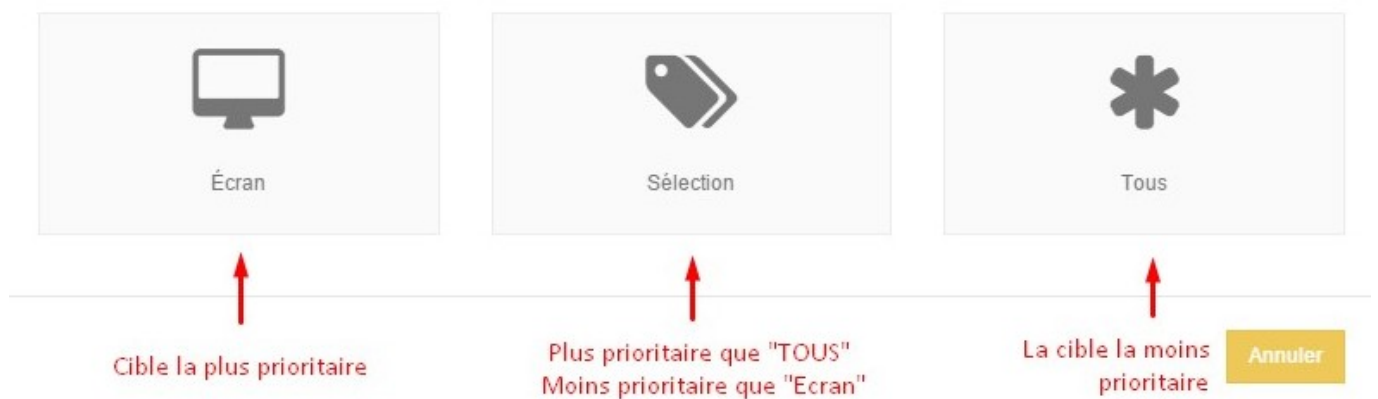 Écran
Sélection
Tous
Cible la plus prioritaire
Plus prioritaire que "TOUS"
Moins prioritaire que "Ecran"
La cible la moins
prioritaire
Annuler